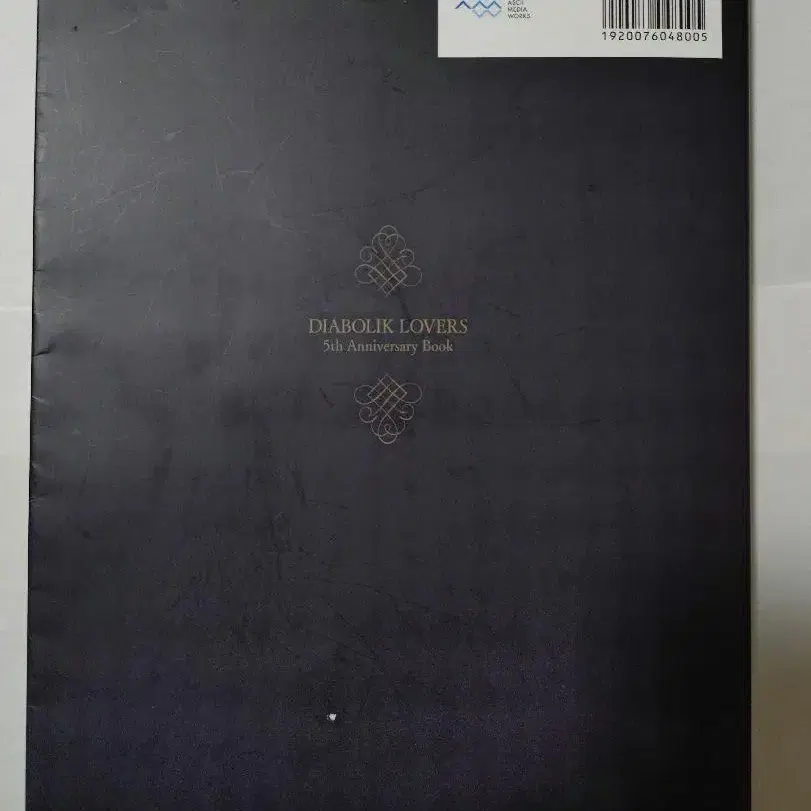 ASCII
MEDIA
WORKS
1920076048005
DIABOLIK LOVERS
5th Anniversary Book